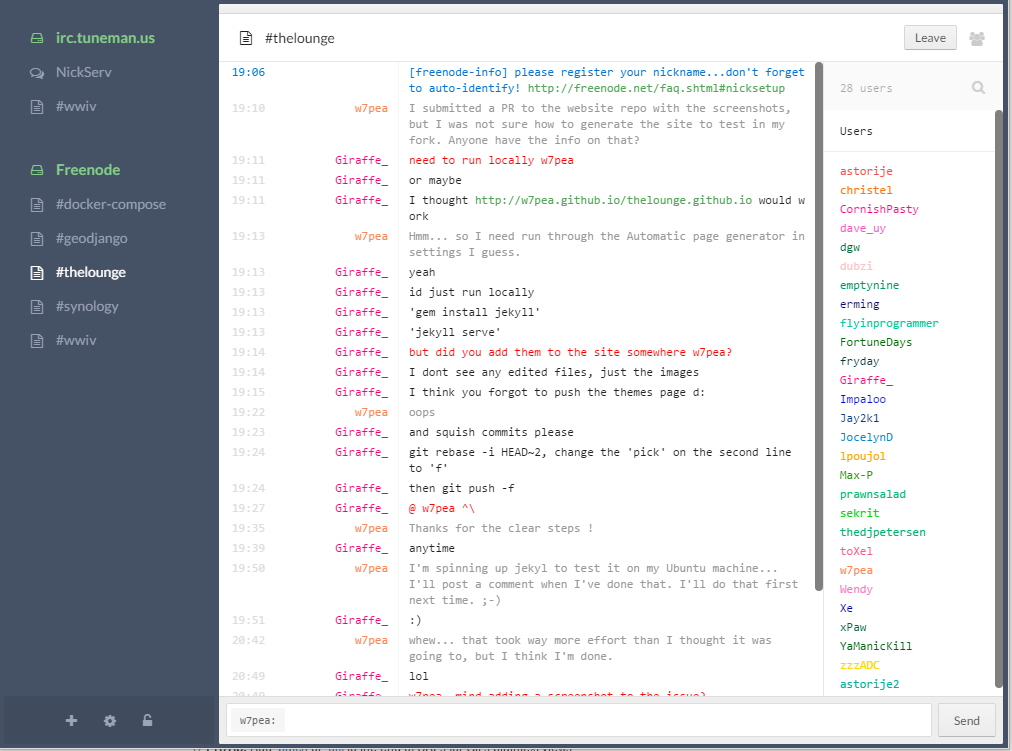 irc.tuneman.us
NickServ
#wwiv
Freenode
#docker-compose
#geodjango
#thelounge
#synology
#wwiv
#thelounge
Leave
19:06 [freenode-info] please register your nickname...don't forget
to auto-identify! http://freenode.net/faq.shtml#nicksetup
19:10 w7pea I submitted a PR to the website repo with the screenshots,
but I was not sure how to generate the site to test in my
fork. Anyone have the info on that?
19:11 Giraffe_ need to run locally w7pea
19:11 Giraffe_ or maybe
19:11 Giraffe_ I thought http://w7pea.github.io/thelounge.github.io would w
ork
19:13 w7pea Hmm... so I need run through the Automatic page generator in
settings I guess.
19:13 Giraffe_ yeah
19:13 Giraffe_ id just run locally
19:13 Giraffe_ 'gem install jekyll'
19:13 Giraffe_ 'jekyll serve'
19:14 Giraffe_ but did you add them to the site somewhere w7pea?
19:14 Giraffe_ I dont see any edited files, just the images
19:15 Giraffe_ I think you forgot to push the themes page d:
19:22 w7pea oops
19:23 Giraffe_ and squish commits please
19:24 Giraffe_ git rebase -i HEAD~2, change the 'pick' on the second line
to 'f'
19:24 Giraffe_ then git push -f
19:27 Giraffe_ @ w7pea ^\
19:35 w7pea Thanks for the clear steps !
19:39 Giraffe_ anytime
19:50 w7pea I'm spinning up jekyl to test it on my Ubuntu machine...
I'll post a comment when I've done that. I'll do that first
next time. ;-)
19:51 Giraffe_ :)
20:42 w7pea whew... that took way more effort than I thought it was
going to, but I think I'm done.
20:49 Giraffe_ lol
20:49 Giraffe_ w7pea, mind adding a screenshot to the issue?
w7pea:
Send
28 users
Users
astorije
christel
CornishPasty
dave_uy
dgw
dubzi
emptynine
erming
flyinprogrammer
FortuneDays
fryday
Giraffe_
Impaloo
Jay2k1
JocelynD
lpoujol
Max-P
prawnsalad
sekrit
thedjpetersen
toXel
w7pea
Wendy
Xe
xPaw
YaManicKill
zzzADC
astorije2